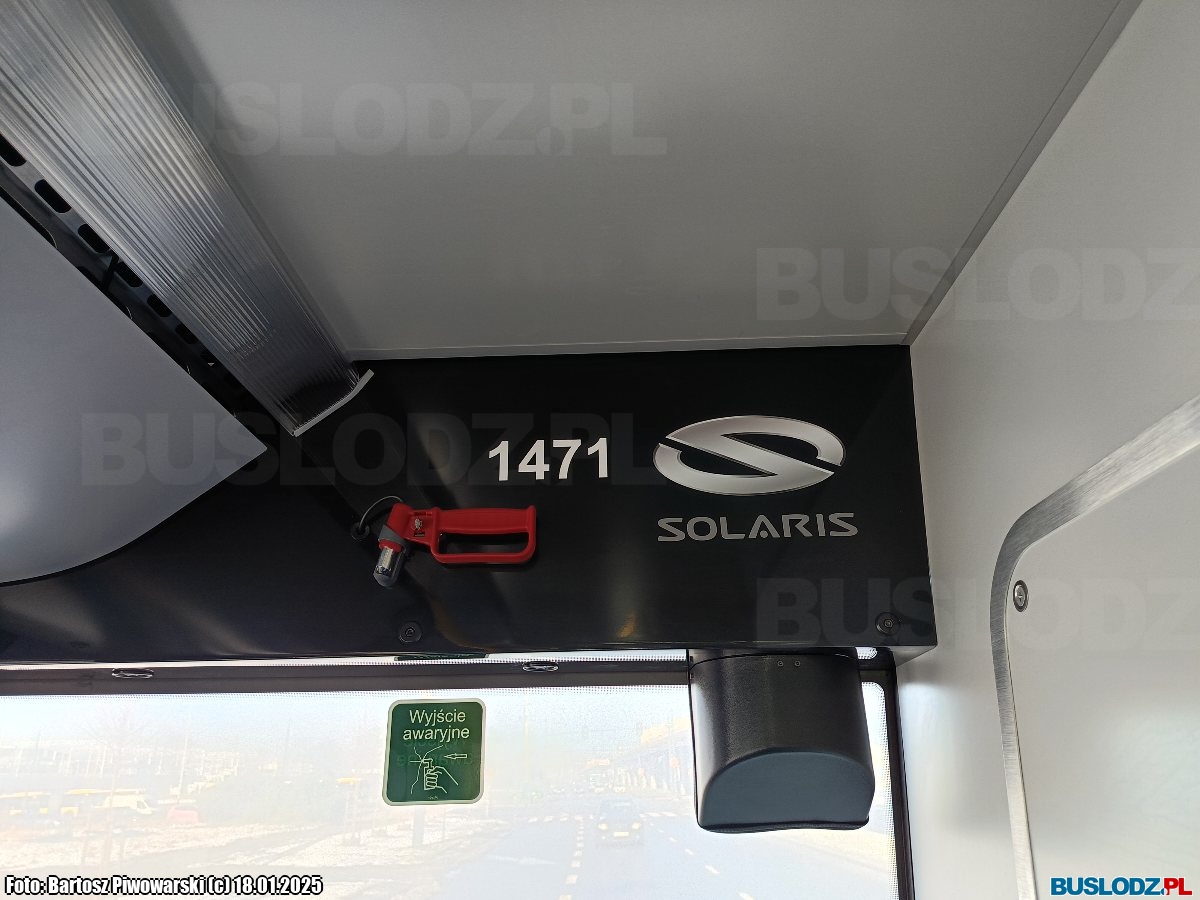 BUSLODZ.PL
BUSLODZ
BUSLODZ.PL
1471
SOLARIS
BUSLODZ
Wyjście
awaryjne
Foto: Bartosz Piwowarski (c) 18.01.2025
BUSLODZ.PL